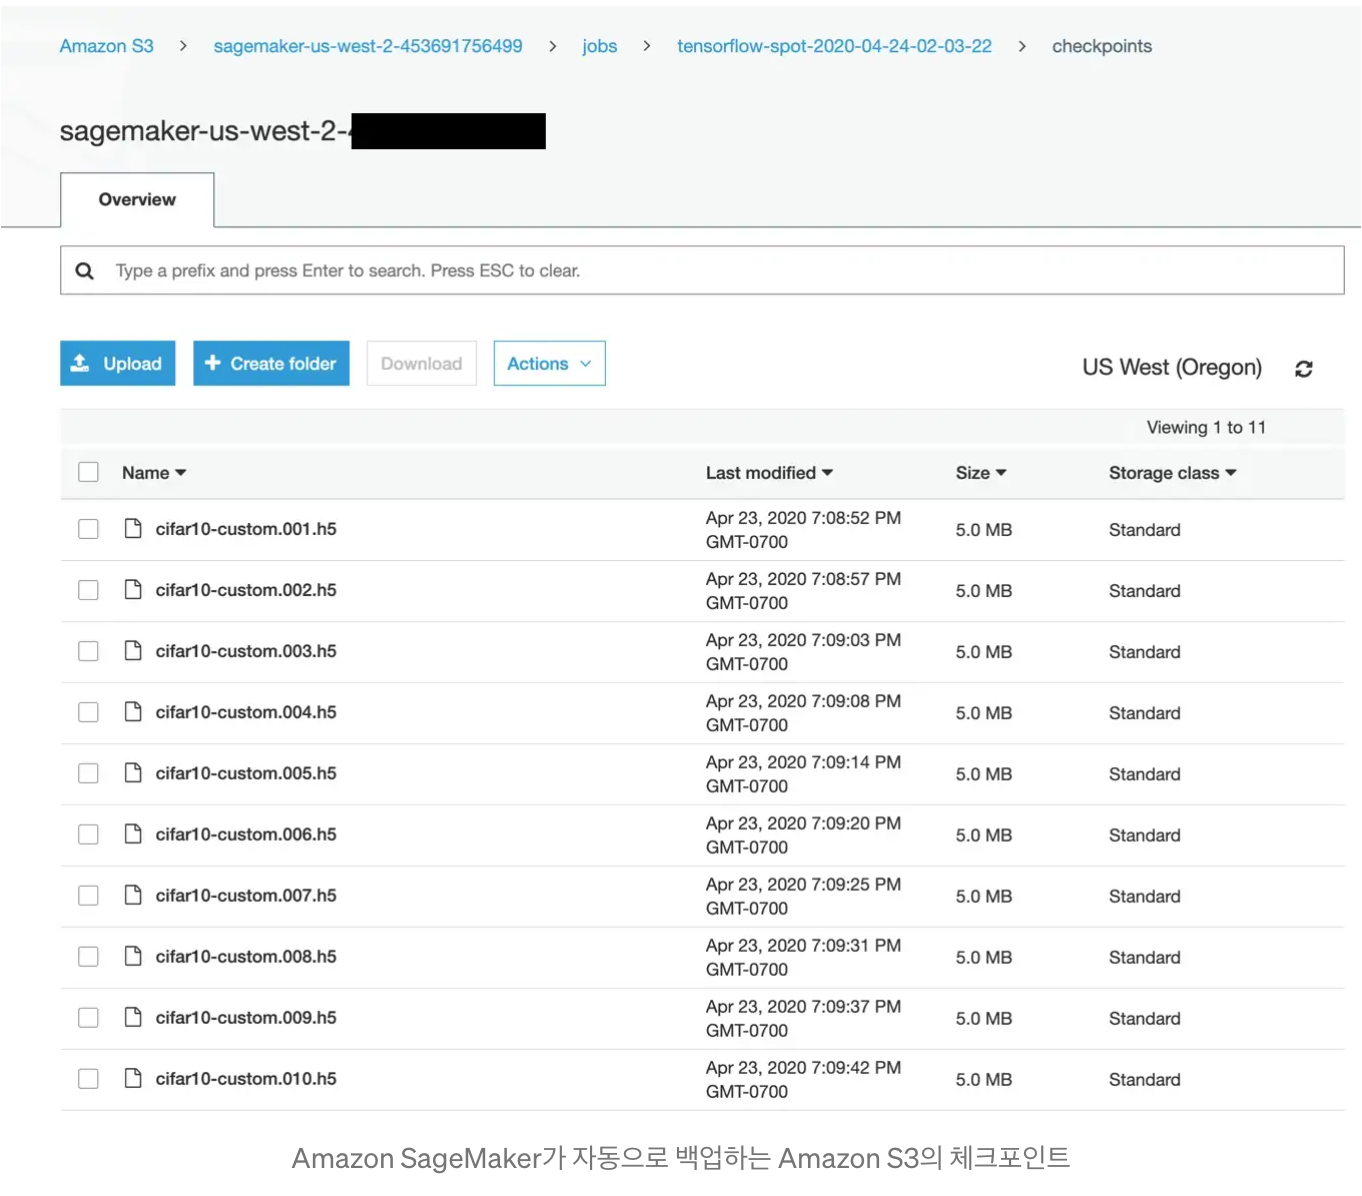 Amazon S3 > sagemaker-us-west-2-453691756499 > jobs > tensorflow-spot-2020-04-24-02-03-22 > checkpoints
sagemaker-us-west-2-
Overview
Type a prefix and press Enter to search. Press ESC to clear.
Upload + Create folder Download Actions US West (Oregon)
Viewing 1 to 11
Name Last modified Size Storage class
cifar10-custom.001.h5 Apr 23, 2020 7:08:52 PM GMT-0700 5.0 MB Standard
cifar10-custom.002.h5 Apr 23, 2020 7:08:57 PM GMT-0700 5.0 MB Standard
cifar10-custom.003.h5 Apr 23, 2020 7:09:03 PM GMT-0700 5.0 MB Standard
cifar10-custom.004.h5 Apr 23, 2020 7:09:08 PM GMT-0700 5.0 MB Standard
cifar10-custom.005.h5 Apr 23, 2020 7:09:14 PM GMT-0700 5.0 MB Standard
cifar10-custom.006.h5 Apr 23, 2020 7:09:20 PM GMT-0700 5.0 MB Standard
cifar10-custom.007.h5 Apr 23, 2020 7:09:25 PM GMT-0700 5.0 MB Standard
cifar10-custom.008.h5 Apr 23, 2020 7:09:31 PM GMT-0700 5.0 MB Standard
cifar10-custom.009.h5 Apr 23, 2020 7:09:37 PM GMT-0700 5.0 MB Standard
cifar10-custom.010.h5 Apr 23, 2020 7:09:42 PM GMT-0700 5.0 MB Standard
Amazon SageMaker가 자동으로 백업하는 Amazon S3의 체크포인트